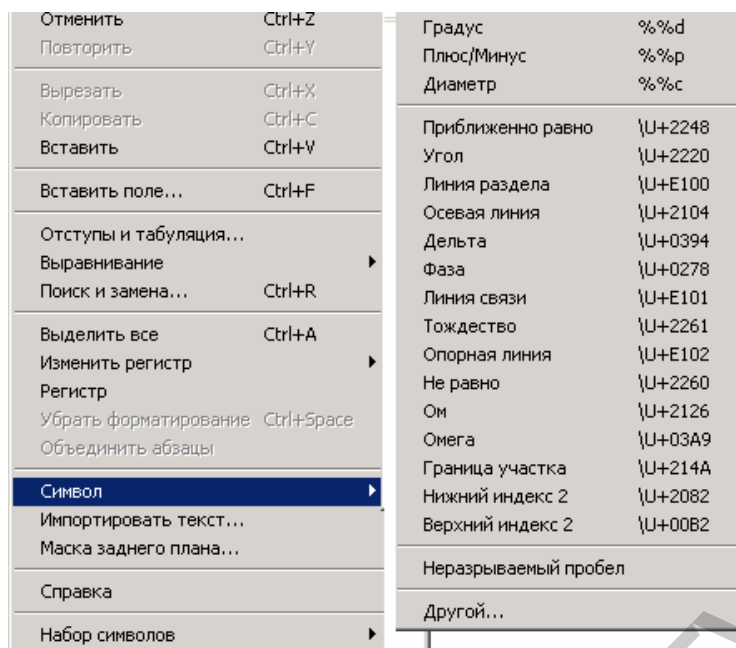 Отменить Ctrl+Z
Повторить Ctrl+Y
Вырезать Ctrl+X
Копировать Ctrl+C
Вставить Ctrl+V
Вставить поле... Ctrl+F
Отступы и табуляция...
Выравнивание
Поиск и замена... Ctrl+R
Выделить все Ctrl+A
Изменить регистр
Регистр
Убрать форматирование Ctrl+Space
Объединить абзацы
Символ
Импортировать текст...
Маска заднего плана...
Справка
Набор символов
Градус %%d
Плюс/Минус %%p
Диаметр %%c
Приближенно равно \U+2248
Угол \U+2220
Линия раздела \U+E100
Осевая линия \U+2104
Дельта \U+0394
Фаза \U+0278
Линия связи \U+E101
Тождество \U+2261
Опорная линия \U+E102
Не равно \U+2260
Ом \U+2126
Омега \U+03A9
Граница участка \U+214A
Нижний индекс 2 \U+2082
Верхний индекс 2 \U+00B2
Неразрываемый пробел
Другой...